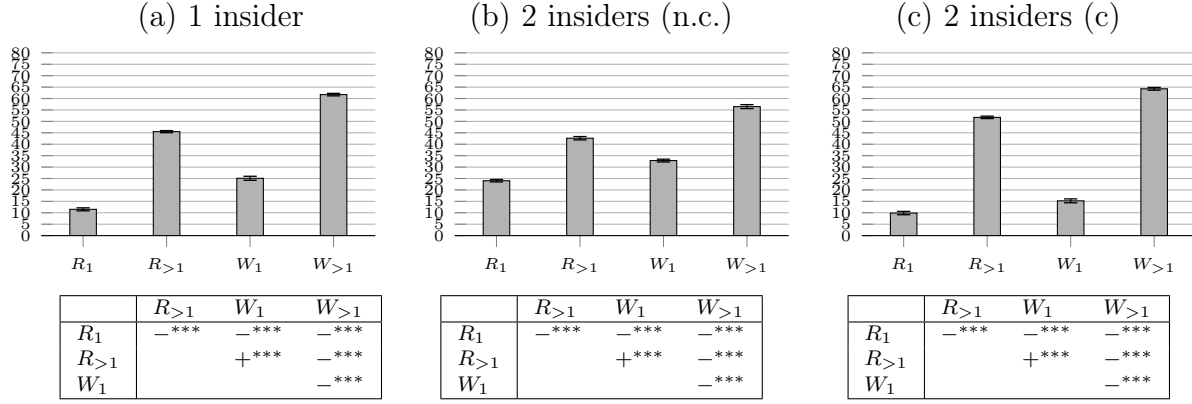 (a) 1 insider
80
75
70
65
60
55
50
45
40
35
30
25
20
15
10
5
0
R₁ R>₁ W₁ W>₁
R>₁ W₁ W>₁
R₁ −*** −*** −***
R>₁ +*** −***
W₁ −***
(b) 2 insiders (n.c.)
80
75
70
65
60
55
50
45
40
35
30
25
20
15
10
5
0
R₁ R>₁ W₁ W>₁
R>₁ W₁ W>₁
R₁ −*** −*** −***
R>₁ +*** −***
W₁ −***
(c) 2 insiders (c)
80
75
70
65
60
55
50
45
40
35
30
25
20
15
10
5
0
R₁ R>₁ W₁ W>₁
R>₁ W₁ W>₁
R₁ −*** −*** −***
R>₁ +*** −***
W₁ −***